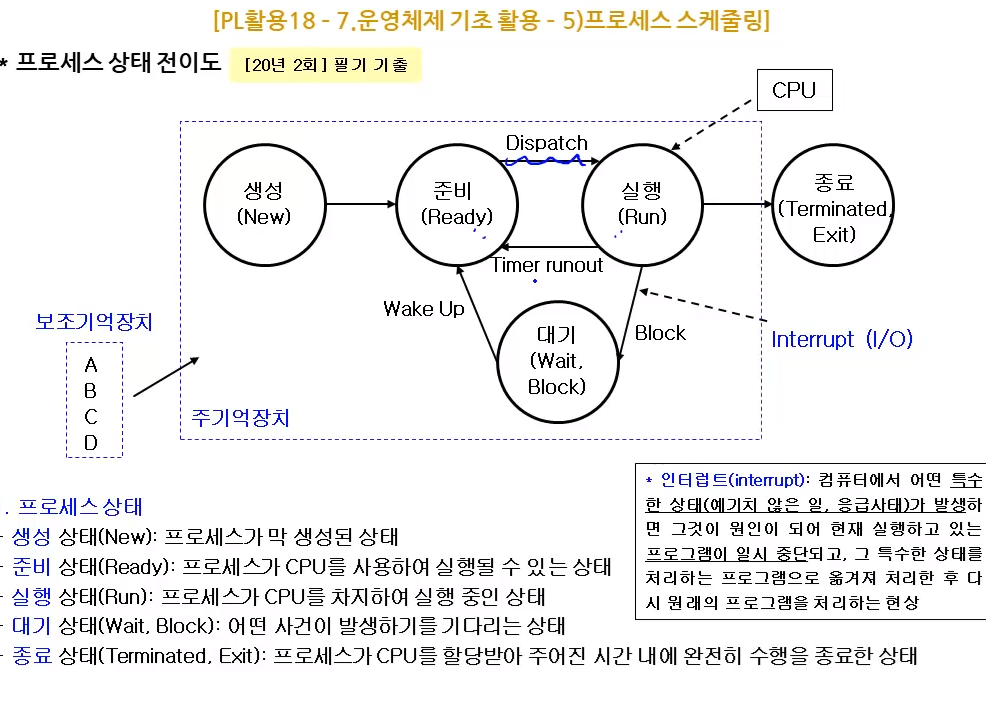 [PL활용18 - 7.운영체제 기초 활용 - 5)프로세스 스케줄링]
* 프로세스 상태 전이도
[20년 2회] 필기 기출
CPU
Dispatch
생성
(New)
준비
(Ready)
실행
(Run)
종료
(Terminated,
Exit)
Timer runout
Wake Up
대기
(Wait,
Block)
Block
Interrupt (I/O)
보조기억장치
A
B
C
D
주기억장치
* 인터럽트(interrupt): 컴퓨터에서 어떤 특수
한 상태(예기치 않은 일, 응급사태)가 발생하
면 그것이 원인이 되어 현재 실행하고 있는
프로그램이 일시 중단되고, 그 특수한 상태를
처리하는 프로그램으로 옮겨져 처리한 후 다
시 원래의 프로그램을 처리하는 현상
. 프로세스 상태
- 생성 상태(New): 프로세스가 막 생성된 상태
- 준비 상태(Ready): 프로세스가 CPU를 사용하여 실행될 수 있는 상태
- 실행 상태(Run): 프로세스가 CPU를 차지하여 실행 중인 상태
- 대기 상태(Wait, Block): 어떤 사건이 발생하기를 기다리는 상태
- 종료 상태(Terminated, Exit): 프로세스가 CPU를 할당받아 주어진 시간 내에 완전히 수행을 종료한 상태